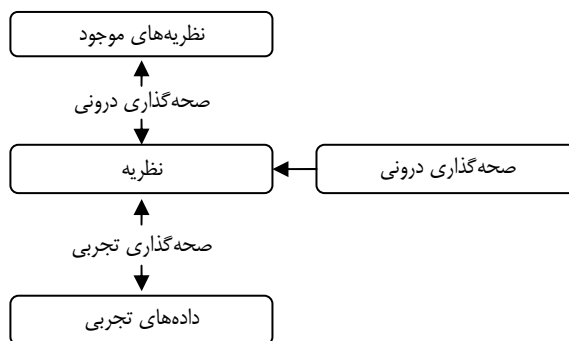 نظریه‌های موجود
صحه‌گذاری درونی
نظریه
صحه‌گذاری درونی
صحه‌گذاری تجربی
داده‌های تجربی